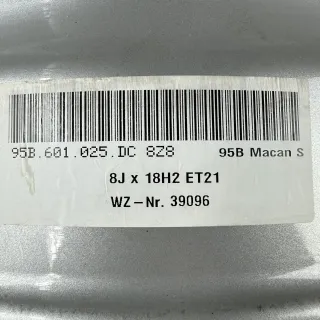 95B.601.025.DC 8Z8 95B Macan S
8J x 18H2 ET21
WZ-Nr. 39096